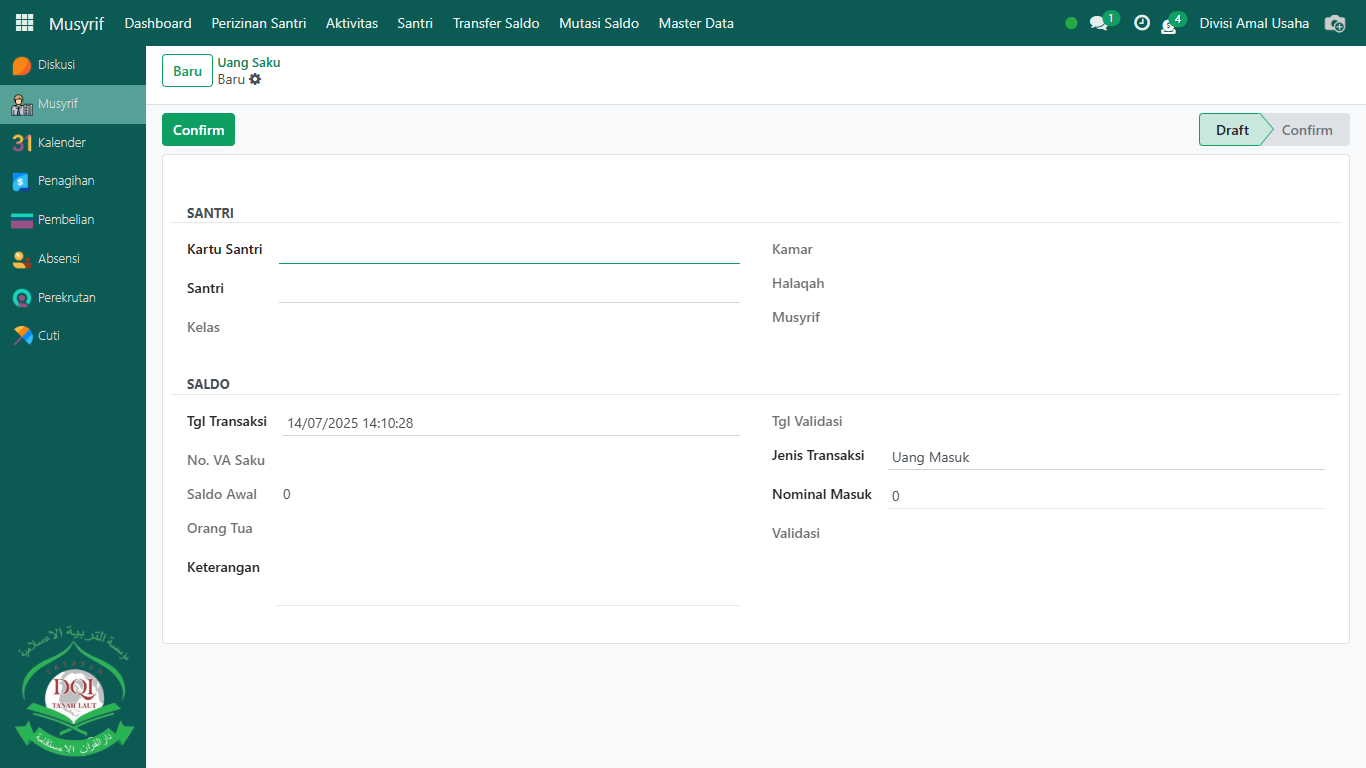 Musyrif Dashboard Perizinan Santri Aktivitas Santri Transfer Saldo Mutasi Saldo Master Data 1 4 Divisi Amal Usaha
Diskusi
Musyrif
31 Kalender
Penagihan
Pembelian
Absensi
Perekrutan
Cuti
مؤسسة التربية الإسلامية
YAYASAN
DQI
TANAH LAUT
دار القرآن الاستقامة
Baru
Uang Saku
Baru
Confirm
Draft Confirm
SANTRI
Kartu Santri
Santri
Kelas
Kamar
Halaqah
Musyrif
SALDO
Tgl Transaksi 14/07/2025 14:10:28
No. VA Saku
Saldo Awal 0
Orang Tua
Keterangan
Tgl Validasi
Jenis Transaksi Uang Masuk
Nominal Masuk 0
Validasi